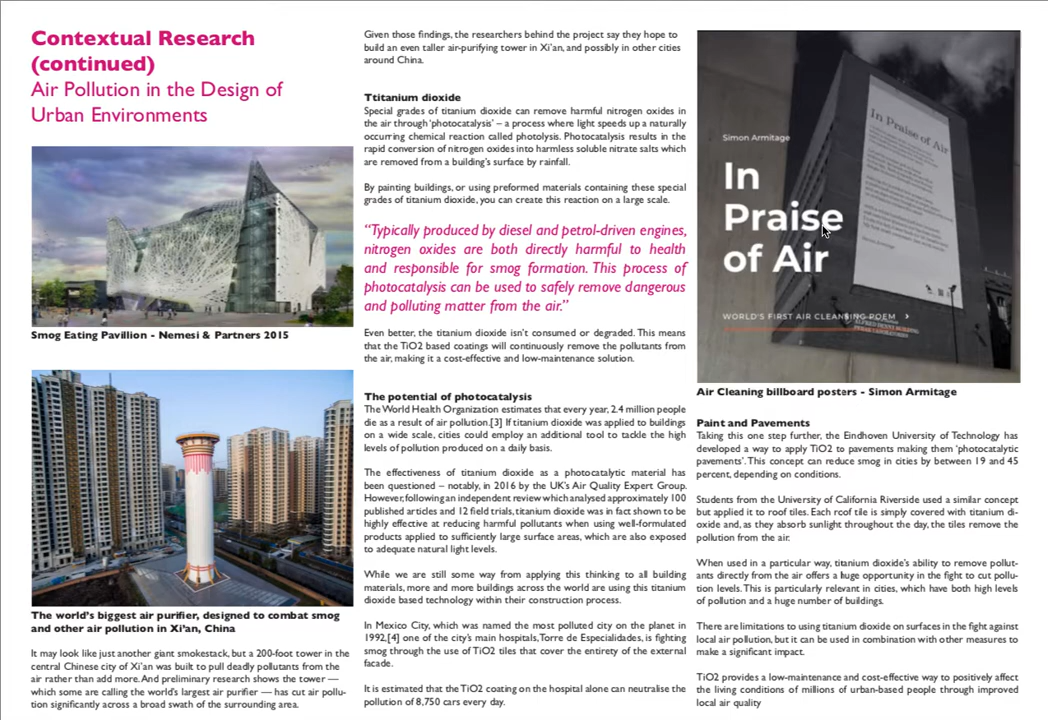 Contextual Research
(continued)
Air Pollution in the Design of
Urban Environments
Smog Eating Pavillion - Nemesi & Partners 2015
The world's biggest air purifier, designed to combat smog
and other air pollution in Xi'an, China
It may look like just another giant smokestack, but a 200-foot tower in the
central Chinese city of Xi'an was built to pull deadly pollutants from the
air rather than add more. And preliminary research shows the tower —
which some are calling the world's largest air purifier — has cut air pollu-
tion significantly across a broad swath of the surrounding area.
Given those findings, the researchers behind the project say they hope to
build an even taller air-purifying tower in Xi'an, and possibly in other cities
around China.
Ttitanium dioxide
Special grades of titanium dioxide can remove harmful nitrogen oxides in
the air through 'photocatalysis' – a process where light speeds up a naturally
occurring chemical reaction called photolysis. Photocatalysis results in the
rapid conversion of nitrogen oxides into harmless soluble nitrate salts which
are removed from a building's surface by rainfall.
By painting buildings, or using preformed materials containing these special
grades of titanium dioxide, you can create this reaction on a large scale.
"Typically produced by diesel and petrol-driven engines,
nitrogen oxides are both directly harmful to health
and responsible for smog formation. This process of
photocatalysis can be used to safely remove dangerous
and polluting matter from the air."
Even better, the titanium dioxide isn't consumed or degraded. This means
that the TiO2 based coatings will continuously remove the pollutants from
the air, making it a cost-effective and low-maintenance solution.
The potential of photocatalysis
The World Health Organization estimates that every year, 2.4 million people
die as a result of air pollution.[3] If titanium dioxide was applied to buildings
on a wide scale, cities could employ an additional tool to tackle the high
levels of pollution produced on a daily basis.
The effectiveness of titanium dioxide as a photocatalytic material has
been questioned – notably, in 2016 by the UK's Air Quality Expert Group.
However, following an independent review which analysed approximately 100
published articles and 12 field trials, titanium dioxide was in fact shown to be
highly effective at reducing harmful pollutants when using well-formulated
products applied to sufficiently large surface areas, which are also exposed
to adequate natural light levels.
While we are still some way from applying this thinking to all building
materials, more and more buildings across the world are using this titanium
dioxide based technology within their construction process.
In Mexico City, which was named the most polluted city on the planet in
1992,[4] one of the city's main hospitals, Torre de Especialidades, is fighting
smog through the use of TiO2 tiles that cover the entirety of the external
facade.
It is estimated that the TiO2 coating on the hospital alone can neutralise the
pollution of 8,750 cars every day.
In Praise of Air
Simon Armitage
In
Praise
of Air
WORLD'S FIRST AIR CLEANSING POEM
Air Cleaning billboard posters - Simon Armitage
Paint and Pavements
Taking this one step further, the Eindhoven University of Technology has
developed a way to apply TiO2 to pavements making them 'photocatalytic
pavements'. This concept can reduce smog in cities by between 19 and 45
percent, depending on conditions.
Students from the University of California Riverside used a similar concept
but applied it to roof tiles. Each roof tile is simply covered with titanium di-
oxide and, as they absorb sunlight throughout the day, the tiles remove the
pollution from the air.
When used in a particular way, titanium dioxide's ability to remove pollut-
ants directly from the air offers a huge opportunity in the fight to cut pollu-
tion levels. This is particularly relevant in cities, which have both high levels
of pollution and a huge number of buildings.
There are limitations to using titanium dioxide on surfaces in the fight against
local air pollution, but it can be used in combination with other measures to
make a significant impact.
TiO2 provides a low-maintenance and cost-effective way to positively affect
the living conditions of millions of urban-based people through improved
local air quality